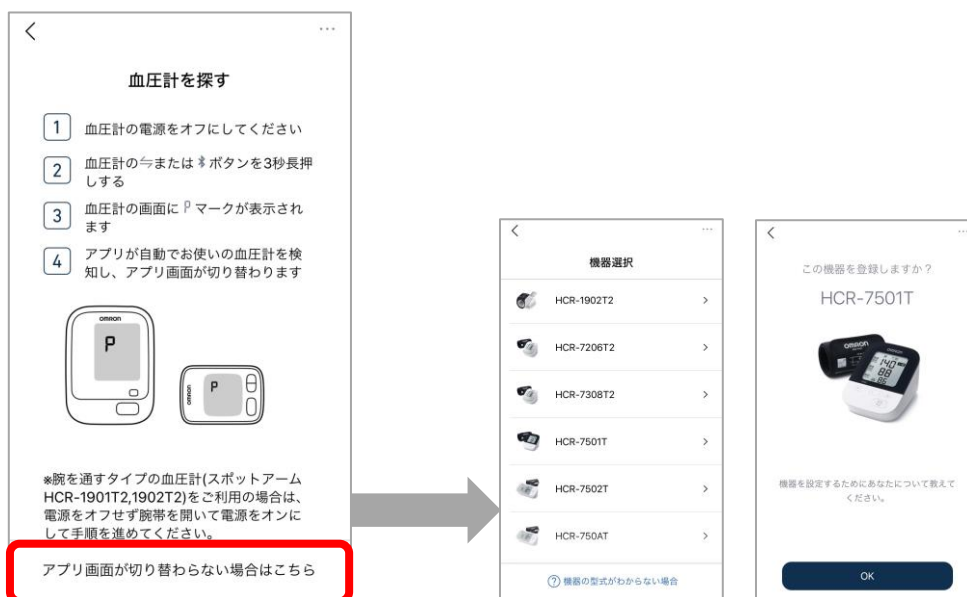 血圧計を探す
1 血圧計の電源をオフにしてください
2 血圧計の⇋または ボタンを3秒長押
しする
3 血圧計の画面に P マークが表示され
ます
4 アプリが自動でお使いの血圧計を検
知し、アプリ画面が切り替わります
OMRON
P
OMRON
P
※腕を通すタイプの血圧計(スポットアーム
HCR-1901T2,1902T2)をご利用の場合は、
電源をオフせず腕帯を開いて電源をオンに
して手順を進めてください。
アプリ画面が切り替わらない場合はこちら
機器選択
HCR-1902T2
HCR-7206T2
HCR-7308T2
HCR-7501T
HCR-7502T
HCR-750AT
? 機器の型式がわからない場合
この機器を登録しますか？
HCR-7501T
OMRON
140
88
機器を設定するためにあなたについて教えて
ください。
OK